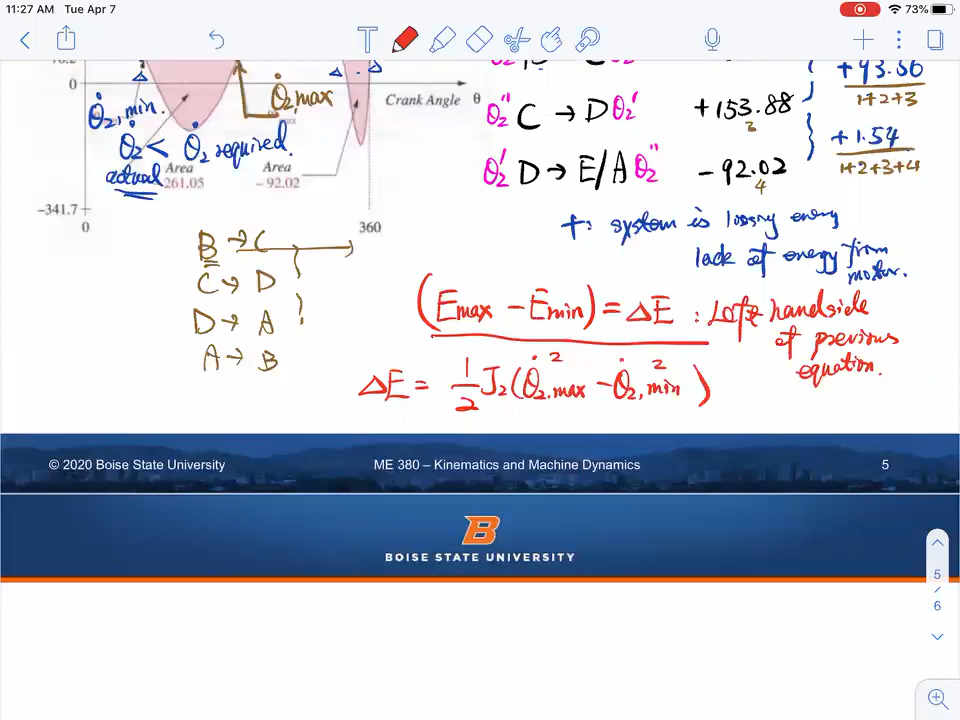 11:27 AM Tue Apr 7
73%
T
0
Crank Angle θ
θ̇2,min.
θ̇2,max
θ̇2 < θ̇2 required.
actual
Area
261.05
Area
-92.02
-341.7
0
360
+93.56
1+2+3
θ2'' C → D θ2' +153.88
3
+1.54
1+2+3+4
θ2' D → E/A θ2'' -92.02
4
+: system is lossing energy
lack of energy from
motor.
B → C
C → D
D → A
A → B
(Emax - Emin) = ΔE : Left handside
of previous
equation.
ΔE = 1/2 J2 (θ̇2.max² - θ̇2,min²)
© 2020 Boise State University
ME 380 – Kinematics and Machine Dynamics
5
B
BOISE STATE UNIVERSITY
5
6